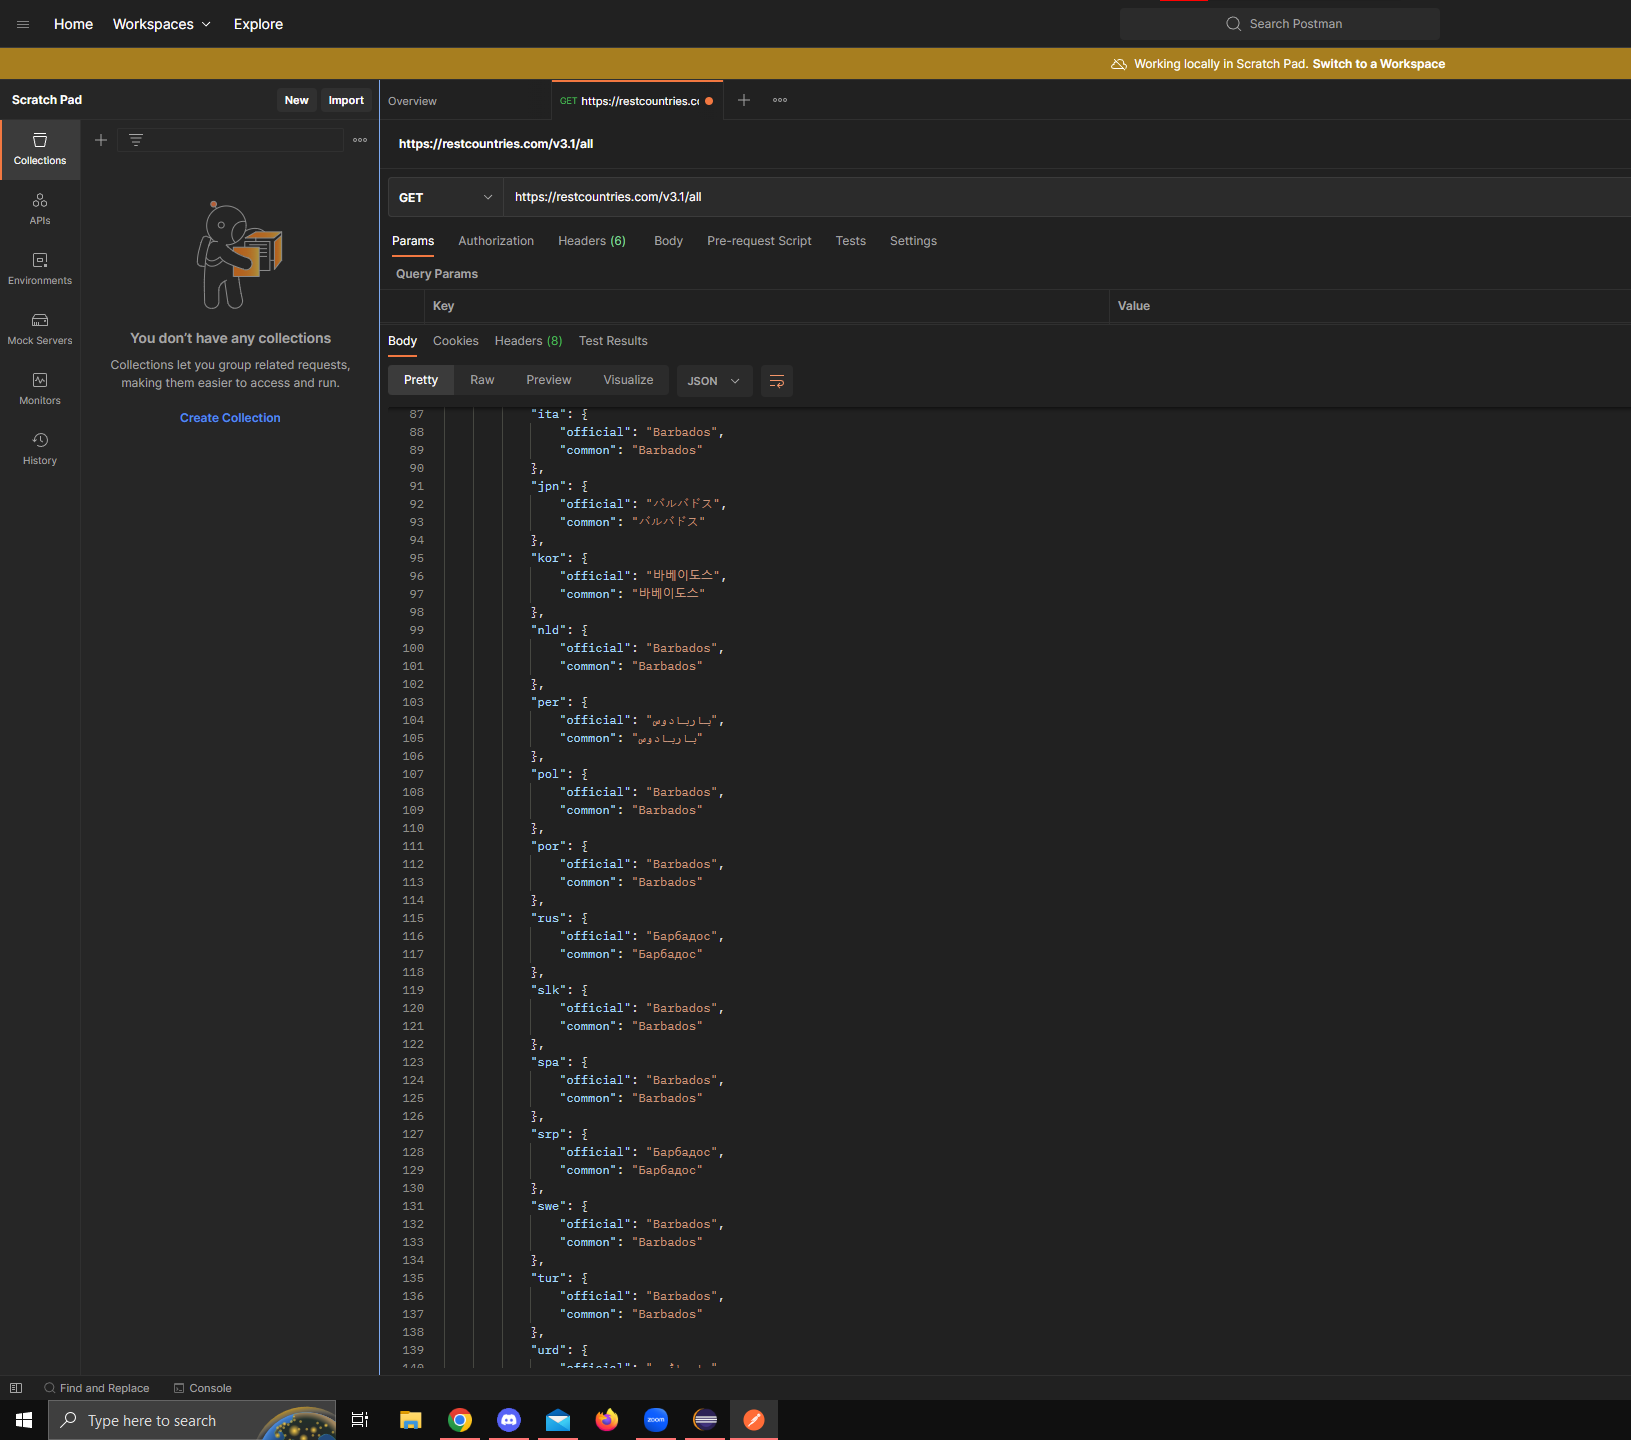 Home Workspaces Explore
Search Postman
Working locally in Scratch Pad. Switch to a Workspace
Scratch Pad New Import
Overview GET https://restcountries.cc
Collections
APIs
Environments
Mock Servers
Monitors
History
You don't have any collections
Collections let you group related requests,
making them easier to access and run.
Create Collection
https://restcountries.com/v3.1/all
GET https://restcountries.com/v3.1/all
Params Authorization Headers (6) Body Pre-request Script Tests Settings
Query Params
Key Value
Body Cookies Headers (8) Test Results
Pretty Raw Preview Visualize JSON
87 "ita": {
88 "official": "Barbados",
89 "common": "Barbados"
90 },
91 "jpn": {
92 "official": "バルバドス",
93 "common": "バルバドス"
94 },
95 "kor": {
96 "official": "바베이도스",
97 "common": "바베이도스"
98 },
99 "nld": {
100 "official": "Barbados",
101 "common": "Barbados"
102 },
103 "per": {
104 "official": "باربادوس",
105 "common": "باربادوس"
106 },
107 "pol": {
108 "official": "Barbados",
109 "common": "Barbados"
110 },
111 "por": {
112 "official": "Barbados",
113 "common": "Barbados"
114 },
115 "rus": {
116 "official": "Барбадос",
117 "common": "Барбадос"
118 },
119 "slk": {
120 "official": "Barbados",
121 "common": "Barbados"
122 },
123 "spa": {
124 "official": "Barbados",
125 "common": "Barbados"
126 },
127 "srp": {
128 "official": "Барбадос",
129 "common": "Барбадос"
130 },
131 "swe": {
132 "official": "Barbados",
133 "common": "Barbados"
134 },
135 "tur": {
136 "official": "Barbados",
137 "common": "Barbados"
138 },
139 "urd": {
140 "official":
Find and Replace Console
Type here to search
zoom